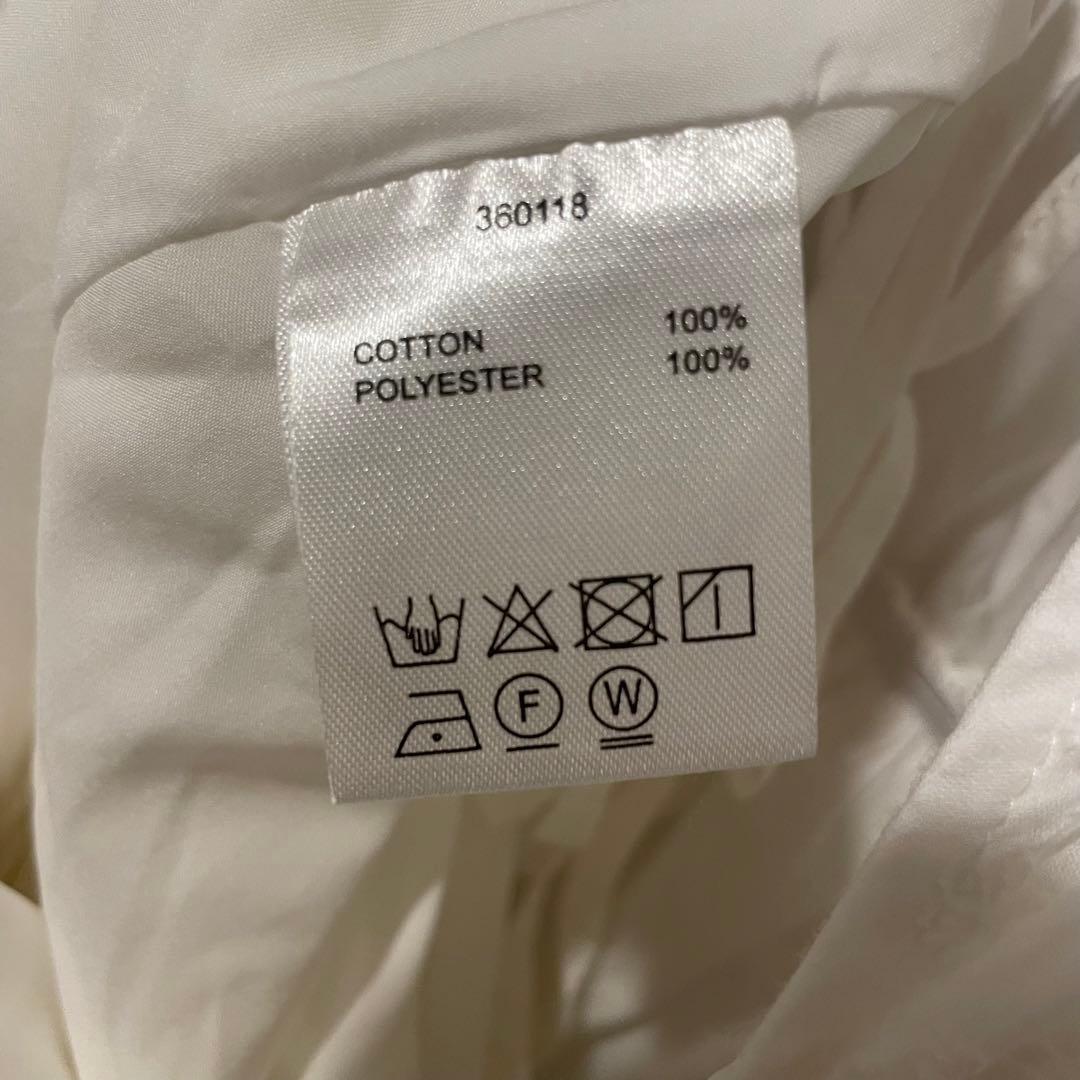 360118
COTTON 100%
POLYESTER 100%
F W